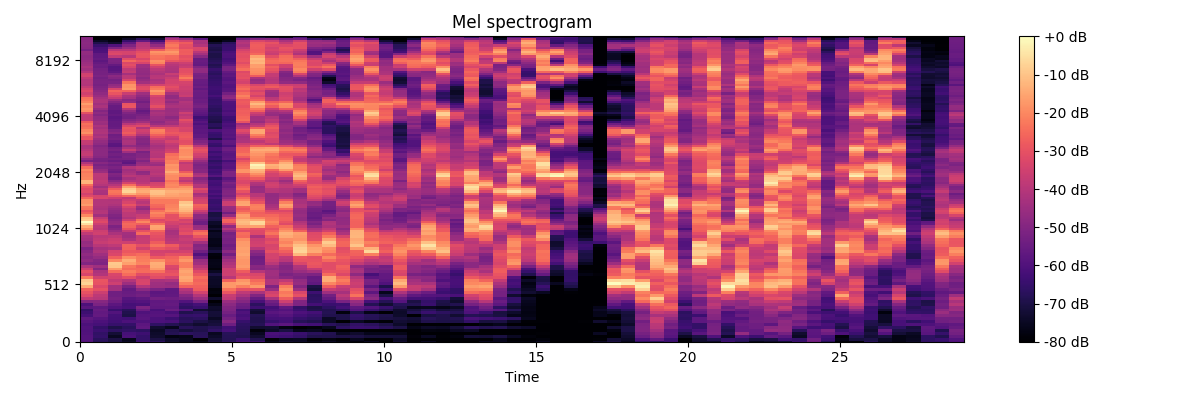 Mel spectrogram
Hz
8192
4096
2048
1024
512
0
0 5 10 15 20 25
Time
+0 dB
-10 dB
-20 dB
-30 dB
-40 dB
-50 dB
-60 dB
-70 dB
-80 dB